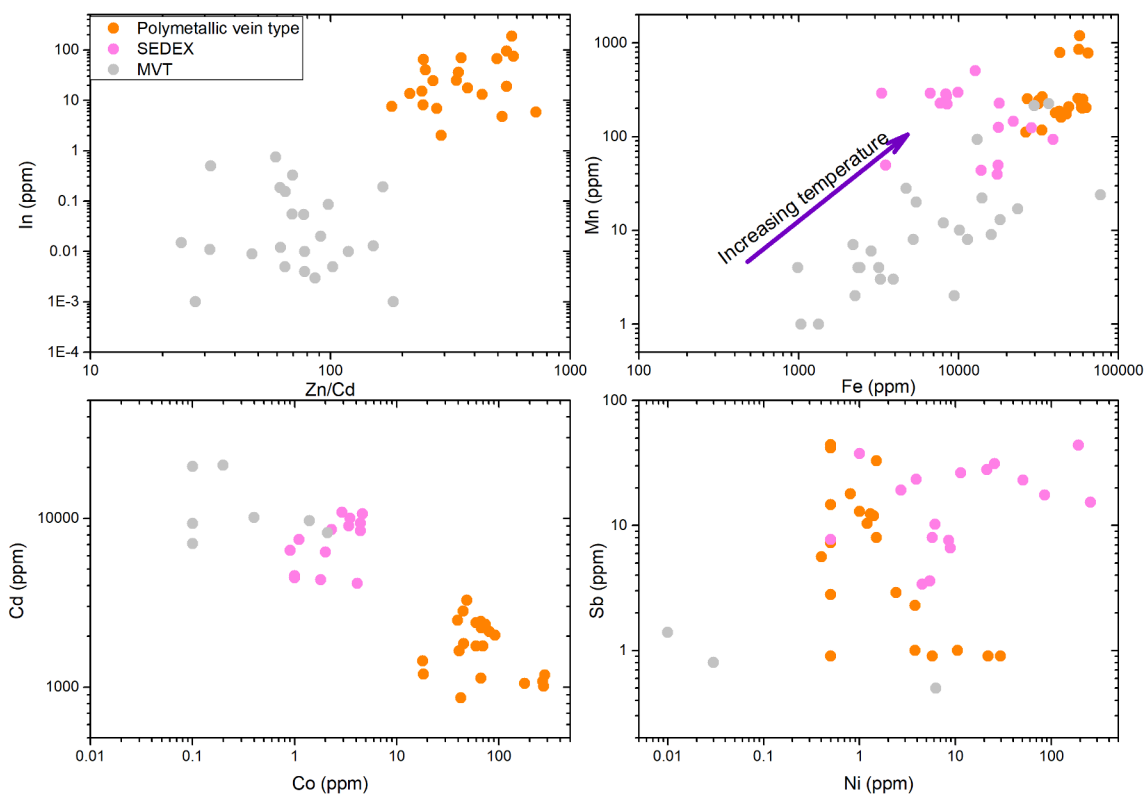 Polymetallic vein type
SEDEX
MVT
100
10
1
0.1
0.01
1E-3
1E-4
In (ppm)
10
100
1000
Zn/Cd
1000
100
10
1
Mn (ppm)
Increasing temperature
100
1000
10000
100000
Fe (ppm)
10000
1000
Cd (ppm)
0.01
0.1
1
10
100
Co (ppm)
100
10
1
Sb (ppm)
0.01
0.1
1
10
100
Ni (ppm)